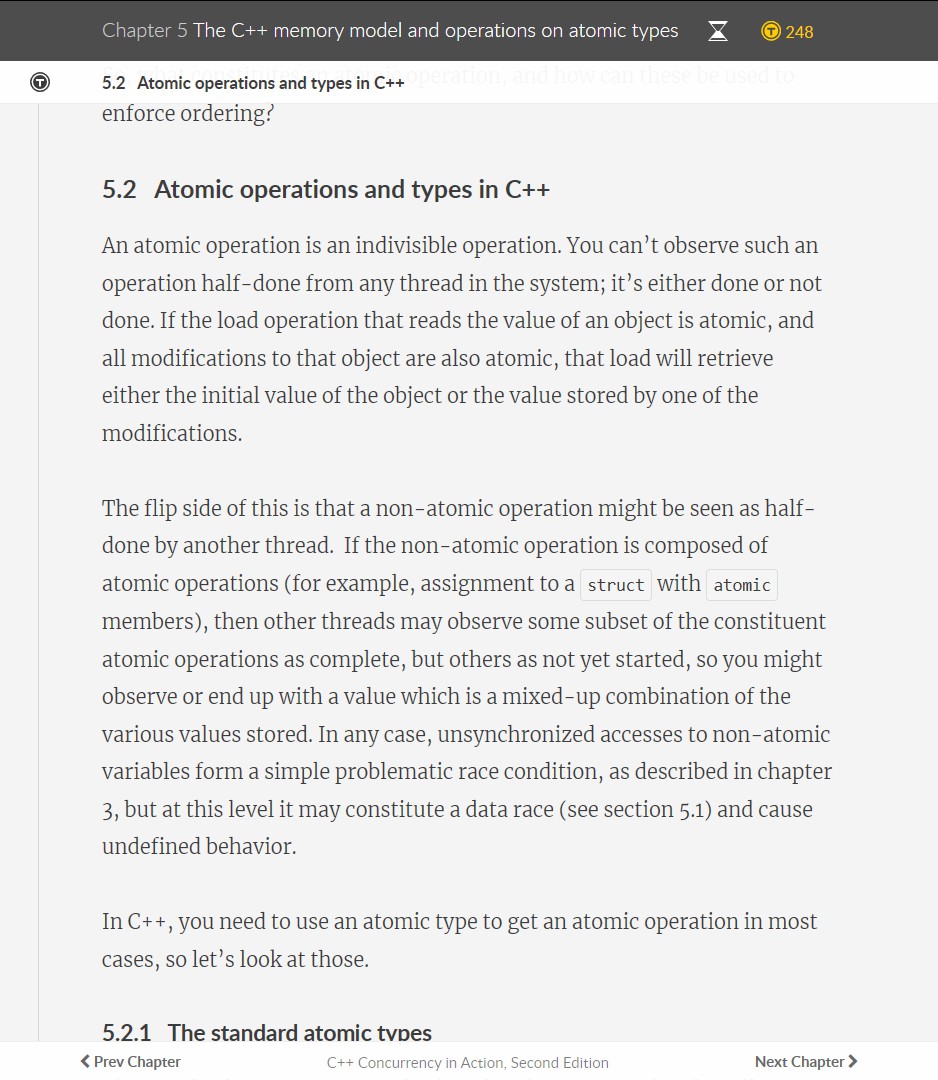 Chapter 5 The C++ memory model and operations on atomic types
248
5.2 Atomic operations and types in C++
operation, and how can these be used to
enforce ordering?
5.2 Atomic operations and types in C++
An atomic operation is an indivisible operation. You can’t observe such an
operation half-done from any thread in the system; it’s either done or not
done. If the load operation that reads the value of an object is atomic, and
all modifications to that object are also atomic, that load will retrieve
either the initial value of the object or the value stored by one of the
modifications.
The flip side of this is that a non-atomic operation might be seen as half-
done by another thread. If the non-atomic operation is composed of
atomic operations (for example, assignment to a struct with atomic
members), then other threads may observe some subset of the constituent
atomic operations as complete, but others as not yet started, so you might
observe or end up with a value which is a mixed-up combination of the
various values stored. In any case, unsynchronized accesses to non-atomic
variables form a simple problematic race condition, as described in chapter
3, but at this level it may constitute a data race (see section 5.1) and cause
undefined behavior.
In C++, you need to use an atomic type to get an atomic operation in most
cases, so let’s look at those.
5.2.1 The standard atomic types
Prev Chapter
C++ Concurrency in Action, Second Edition
Next Chapter